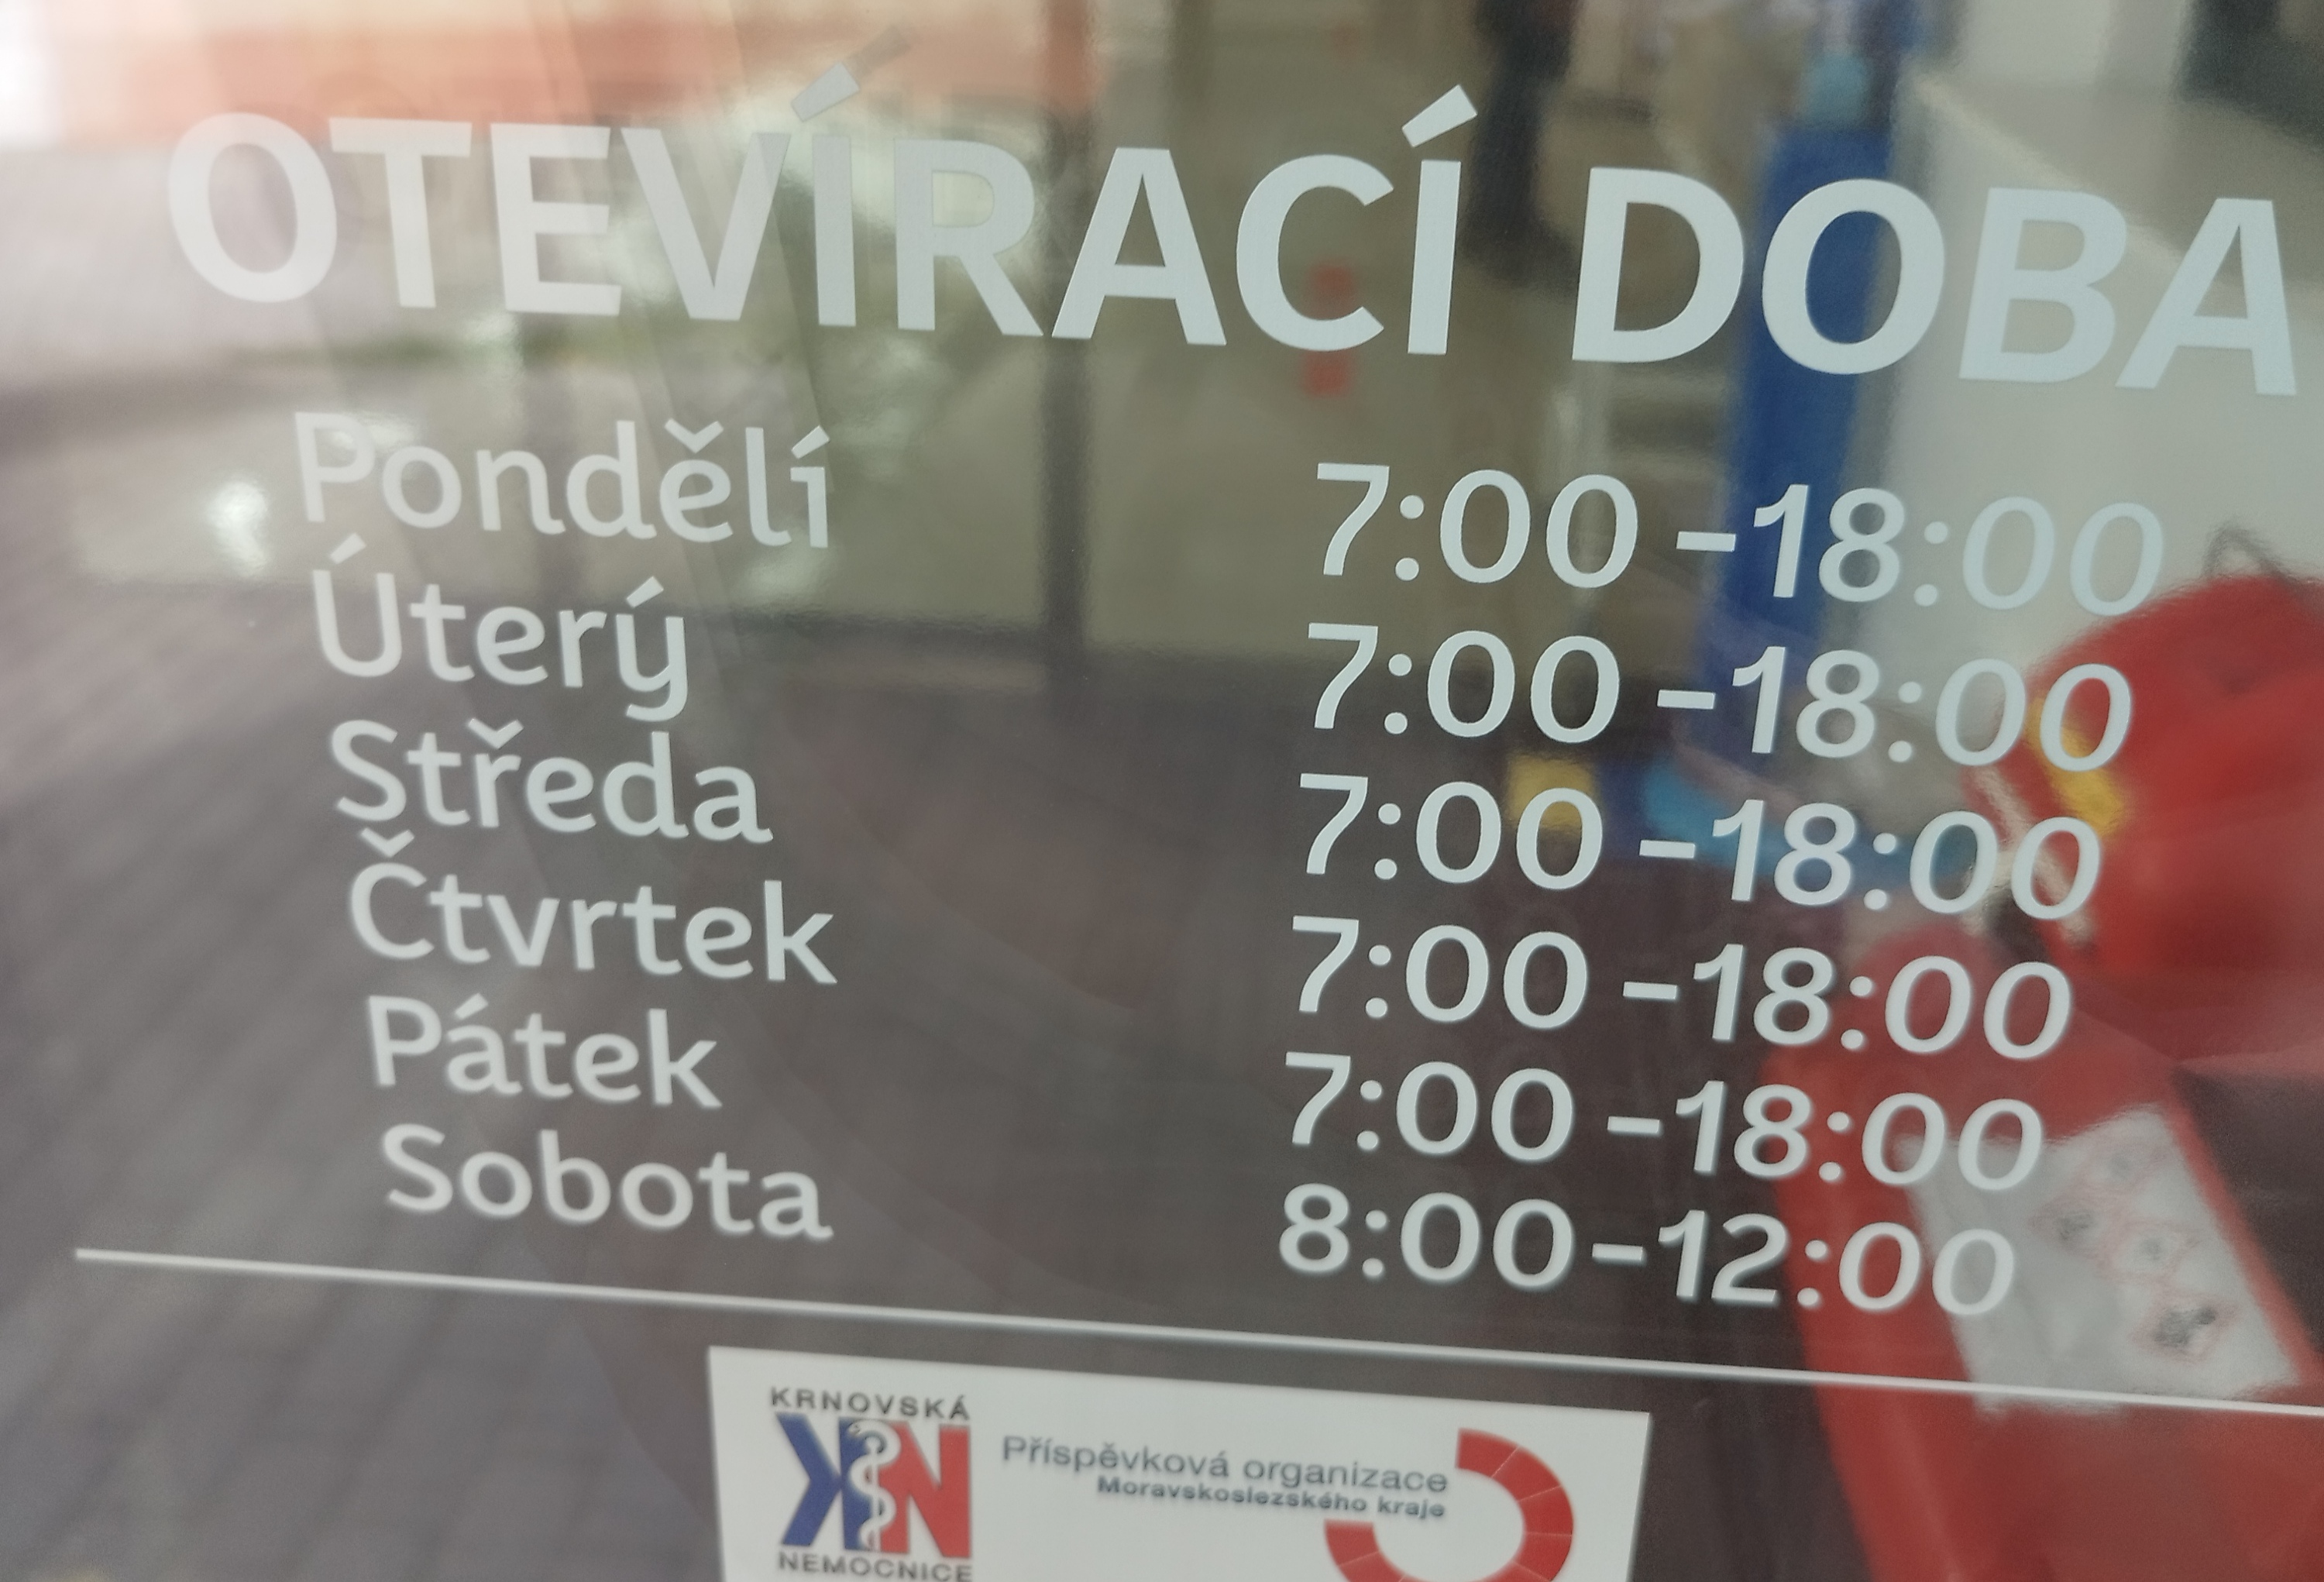 OTEVÍRACÍ DOBA
Pondělí 7:00 -18:00
Úterý 7:00 -18:00
Středa 7:00 -18:00
Čtvrtek 7:00 -18:00
Pátek 7:00 -18:00
Sobota 8:00-12:00
KRNOVSKÁ
KN
NEMOCNICE
Příspěvková organizace
Moravskoslezského kraje